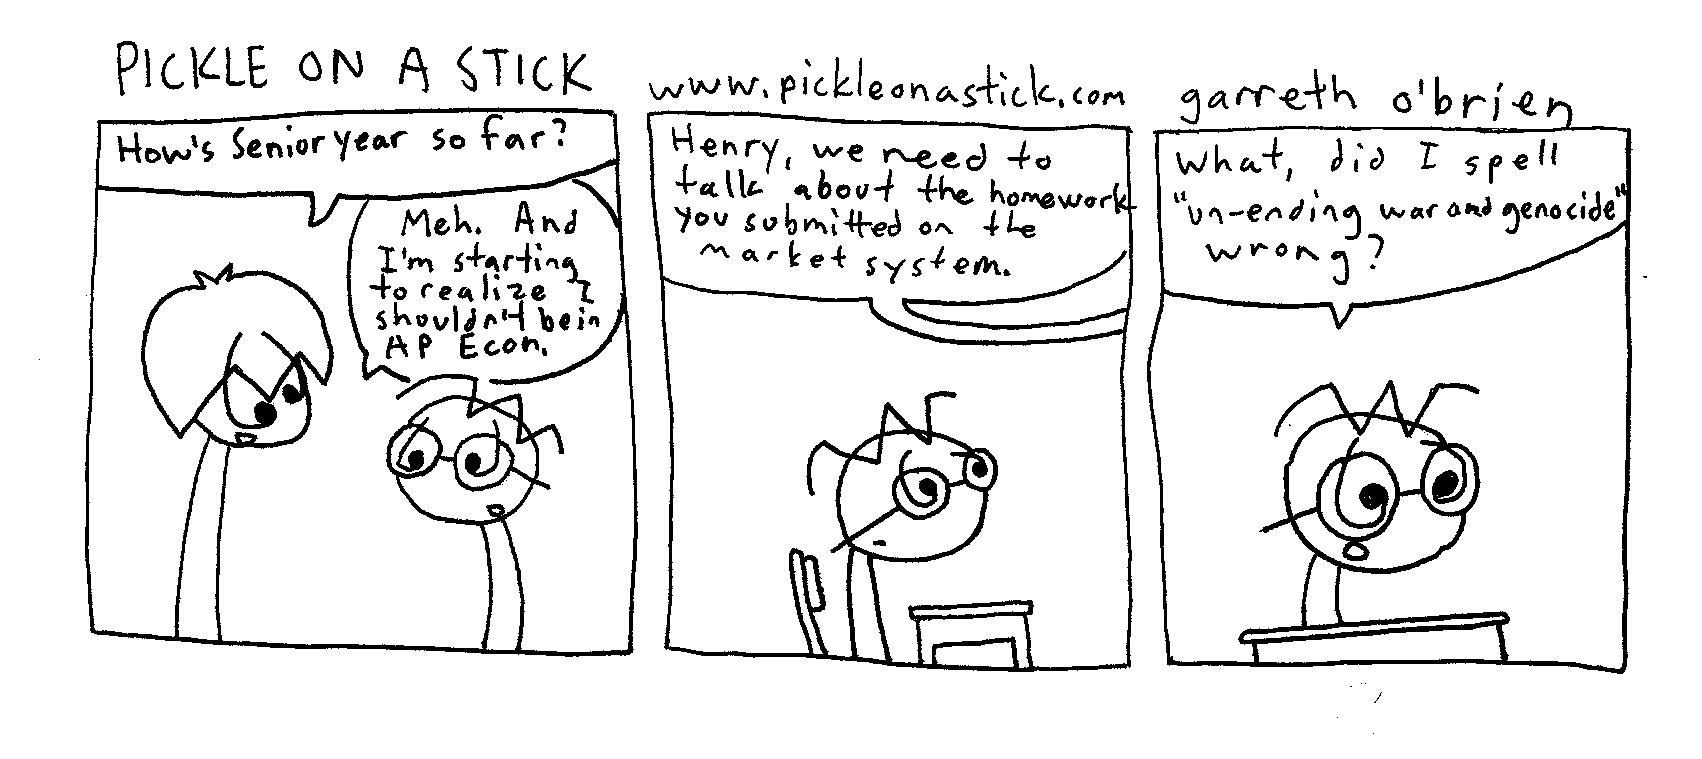 PICKLE ON A STICK
www.pickleonastick.com
garreth o'brien
How's Senior year so far?
Meh. And
I'm starting
to realize I
shouldn't be in
AP Econ.
Henry, we need to
talk about the homework
you submitted on the
market system.
What, did I spell
"un-ending war and genocide"
wrong?